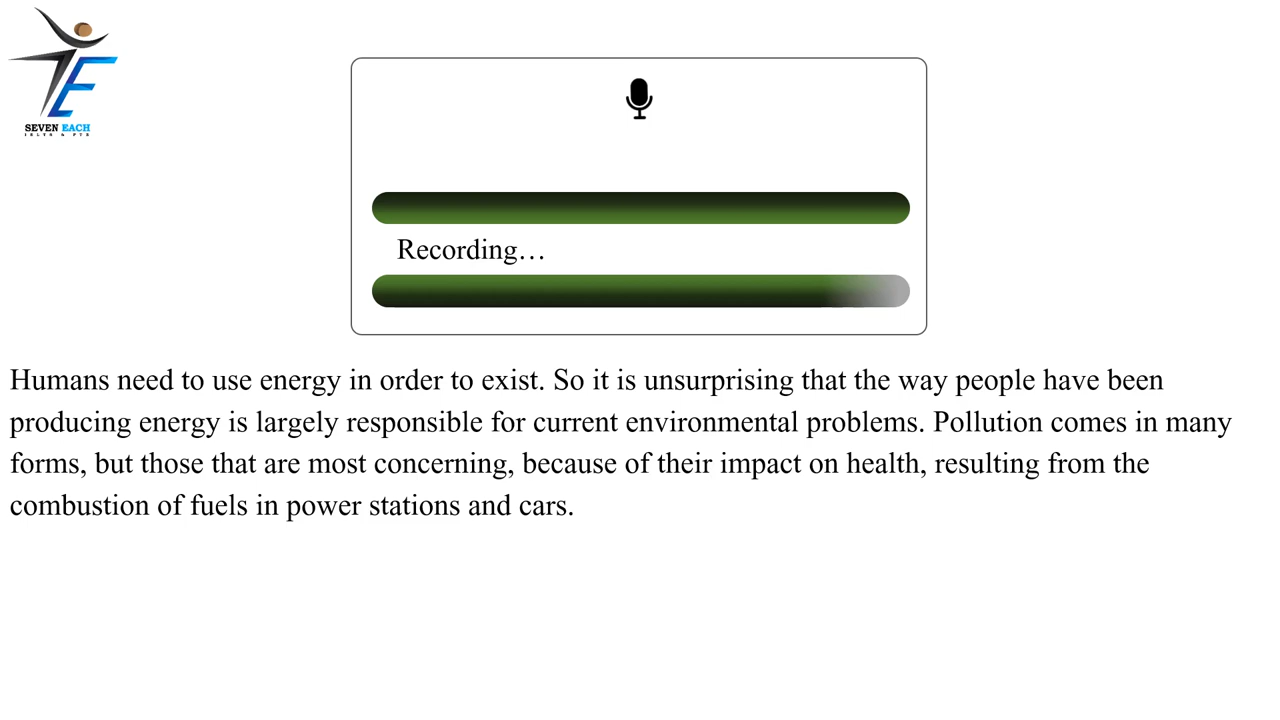 SEVEN EACH
IELTS & PTE
Recording…
Humans need to use energy in order to exist. So it is unsurprising that the way people have been
producing energy is largely responsible for current environmental problems. Pollution comes in many
forms, but those that are most concerning, because of their impact on health, resulting from the
combustion of fuels in power stations and cars.